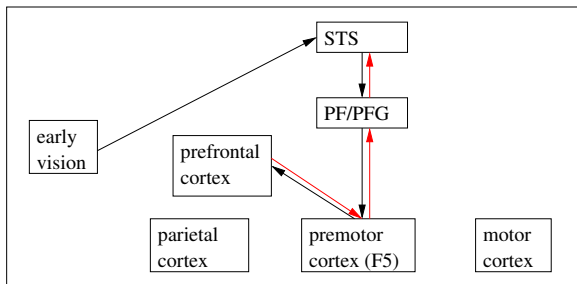 STS
PF/PFG
early
vision
prefrontal
cortex
parietal
cortex
premotor
cortex (F5)
motor
cortex